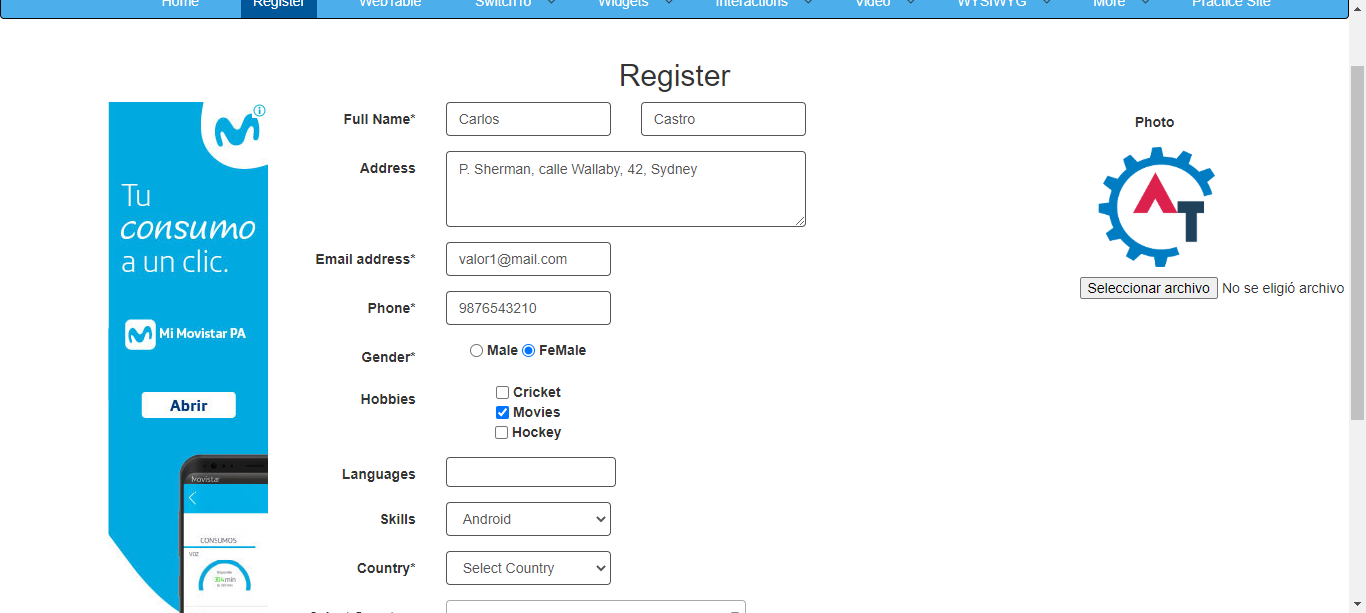 Home Register WebTable SwitchTo Widgets Interactions Video WYSIWYG More Practice Site
Register
Full Name* Carlos Castro
Photo
Address P. Sherman, calle Wallaby, 42, Sydney
Email address* valor1@mail.com
Seleccionar archivo No se eligió archivo
Phone* 9876543210
Gender* Male FeMale
Hobbies Cricket
Movies
Hockey
Languages
Skills Android
Country* Select Country
Tu
consumo
a un clic.
Mi Movistar PA
Abrir
Movistar
CONSUMOS
VOZ
AT